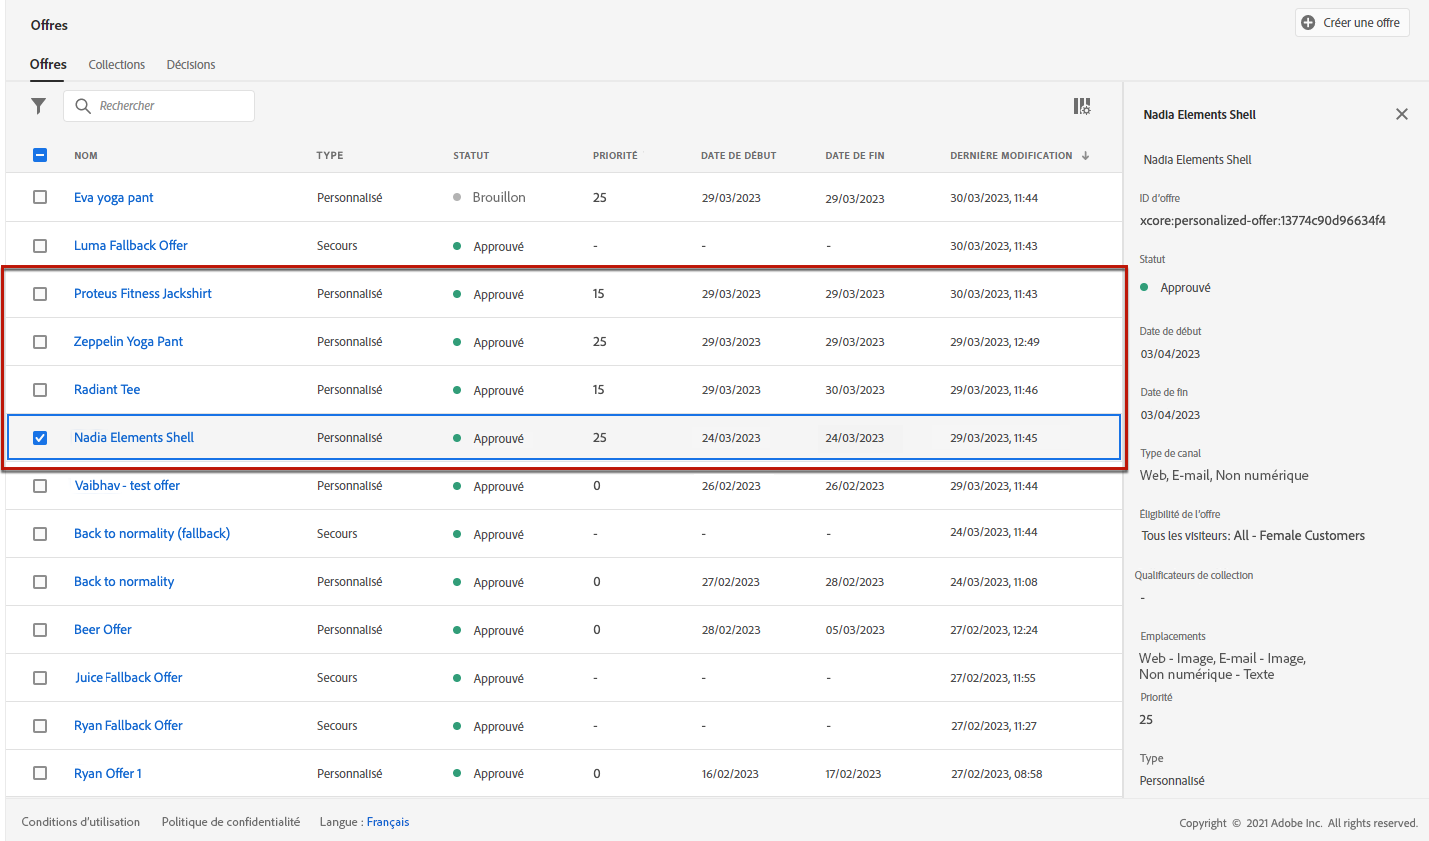 Offres
Créer une offre
Offres Collections Décisions
Rechercher
NOM TYPE STATUT PRIORITÉ DATE DE DÉBUT DATE DE FIN DERNIÈRE MODIFICATION
Eva yoga pant Personnalisé Brouillon 25 29/03/2023 29/03/2023 30/03/2023, 11:44
Luma Fallback Offer Secours Approuvé - - - 30/03/2023, 11:43
Proteus Fitness Jackshirt Personnalisé Approuvé 15 29/03/2023 29/03/2023 30/03/2023, 11:43
Zeppelin Yoga Pant Personnalisé Approuvé 25 29/03/2023 29/03/2023 29/03/2023, 12:49
Radiant Tee Personnalisé Approuvé 15 29/03/2023 30/03/2023 29/03/2023, 11:46
Nadia Elements Shell Personnalisé Approuvé 25 24/03/2023 24/03/2023 29/03/2023, 11:45
Vaibhav - test offer Personnalisé Approuvé 0 26/02/2023 26/02/2023 29/03/2023, 11:44
Back to normality (fallback) Secours Approuvé - - - 24/03/2023, 11:44
Back to normality Personnalisé Approuvé 0 27/02/2023 28/02/2023 24/03/2023, 11:08
Beer Offer Personnalisé Approuvé 0 28/02/2023 05/03/2023 27/02/2023, 12:24
Juice Fallback Offer Secours Approuvé - - - 27/02/2023, 11:55
Ryan Fallback Offer Secours Approuvé - - - 27/02/2023, 11:27
Ryan Offer 1 Personnalisé Approuvé 0 16/02/2023 17/02/2023 27/02/2023, 08:58
Nadia Elements Shell
Nadia Elements Shell
ID d'offre
xcore:personalized-offer:13774c90d96634f4
Statut
Approuvé
Date de début
03/04/2023
Date de fin
03/04/2023
Type de canal
Web, E-mail, Non numérique
Éligibilité de l'offre
Tous les visiteurs: All - Female Customers
Qualificateurs de collection
-
Emplacements
Web - Image, E-mail - Image,
Non numérique - Texte
Priorité
25
Type
Personnalisé
Conditions d'utilisation Politique de confidentialité Langue : Français
Copyright © 2021 Adobe Inc. All rights reserved.